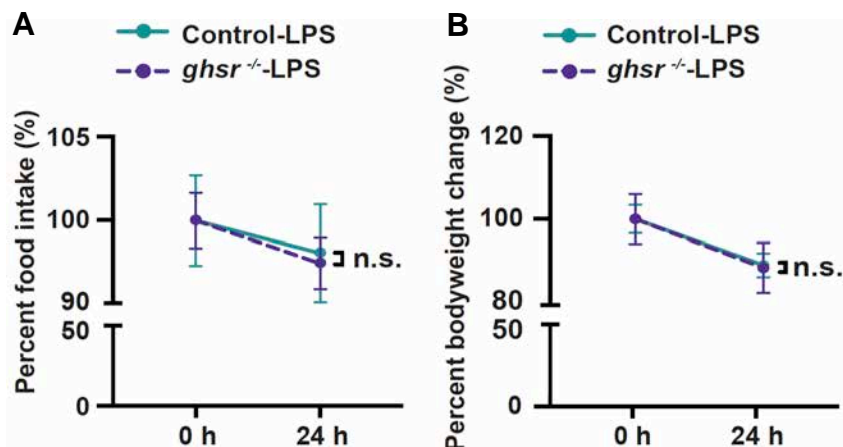 A
Control-LPS
ghsr -/--LPS
Percent food intake (%)
105
100
90
50
0
0 h
24 h
n.s.
B
Control-LPS
ghsr -/--LPS
Percent bodyweight change (%)
120
100
80
60
0
0 h
24 h
n.s.